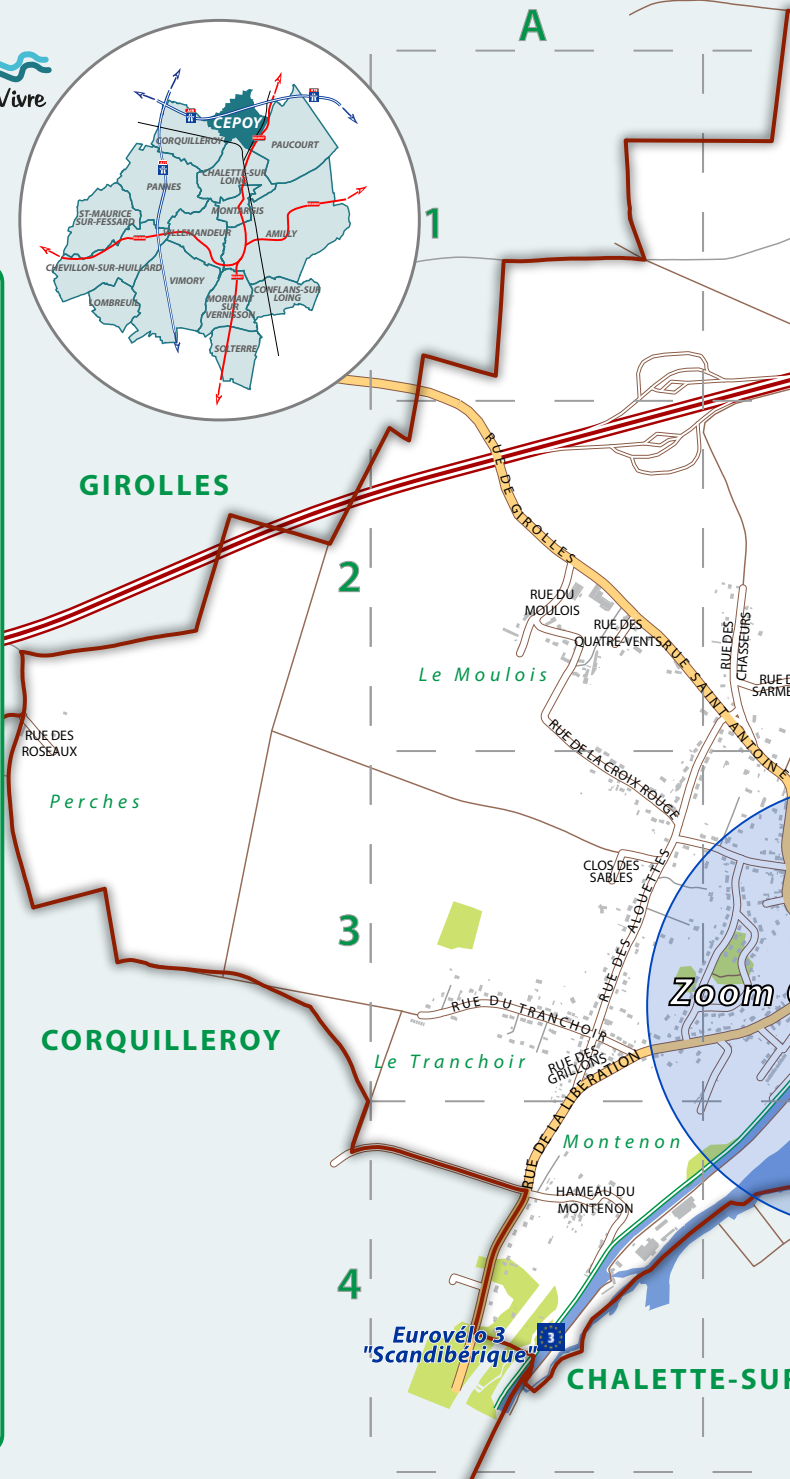 A
Vivre
CEPOY
CORQUILLEROY
PAUCOURT
CHALETTE-SUR
LOING
PANNES
ST-MAURICE
SUR-FESSARD
MONTARGIS
VILLEMANDEUR
AMILLY
CHEVILLON-SUR-HUILLARD
VIMORY
LOMBREUIL
CONFLANS-SUR
LOING
MORMANT
SUR
VERNISSON
SOLTERRE
1
GIROLLES
RUE DE GIROLLES
2
RUE DU
MOULOIS
RUE DES
QUATRE-VENTS
RUE DES
CHASSEURS
RUE SAINT ANTOINE
Le Moulois
RUE DE LA CROIX ROUGE
RUE DES
ROSEAUX
Perches
CLOS DES
SABLES
RUE DES ALOUETTES
3
Zoom
RUE DU TRANCHOIR
CORQUILLEROY
Le Tranchoir
RUE DES
GRILLONS
RUE DE LA LIBERATION
Montenon
HAMEAU DU
MONTENON
4
Eurovélo 3
"Scandibérique"
3
CHALETTE-SUR